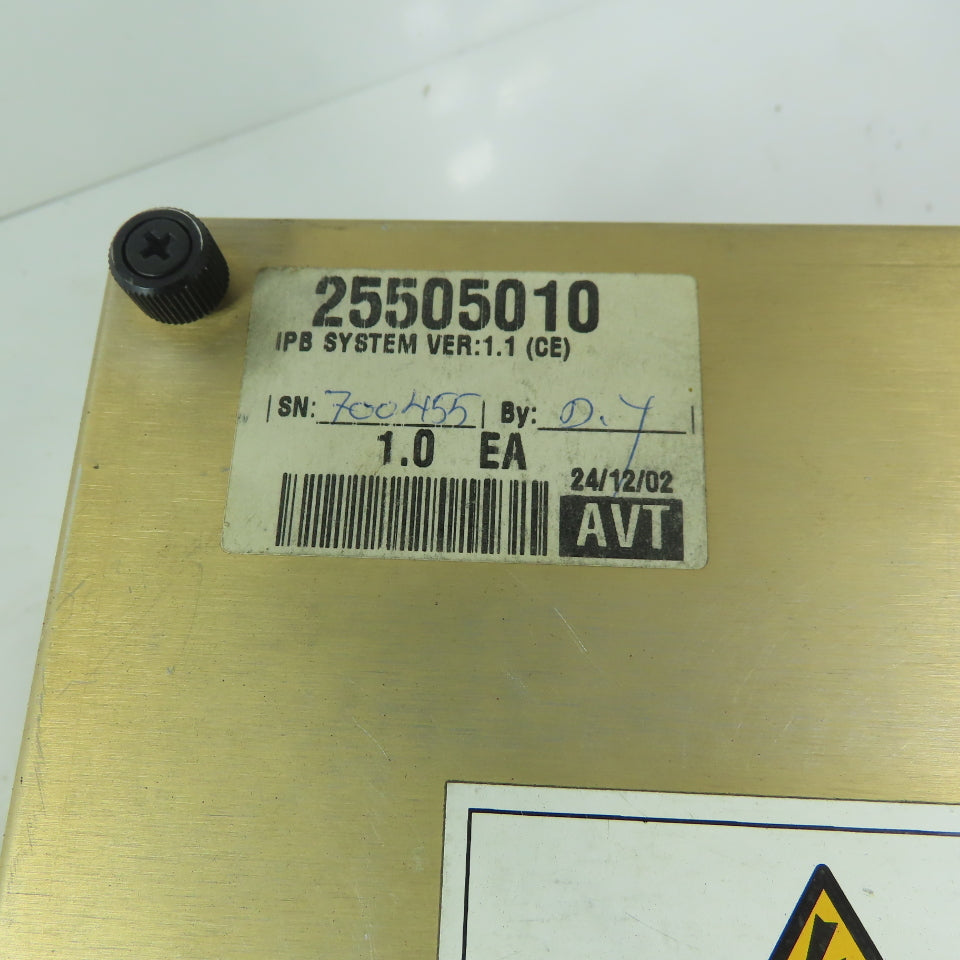 25505010
IPB SYSTEM VER:1.1 (CE)
SN: 700455 By: D.Y
1.0 EA
24/12/02
AVT